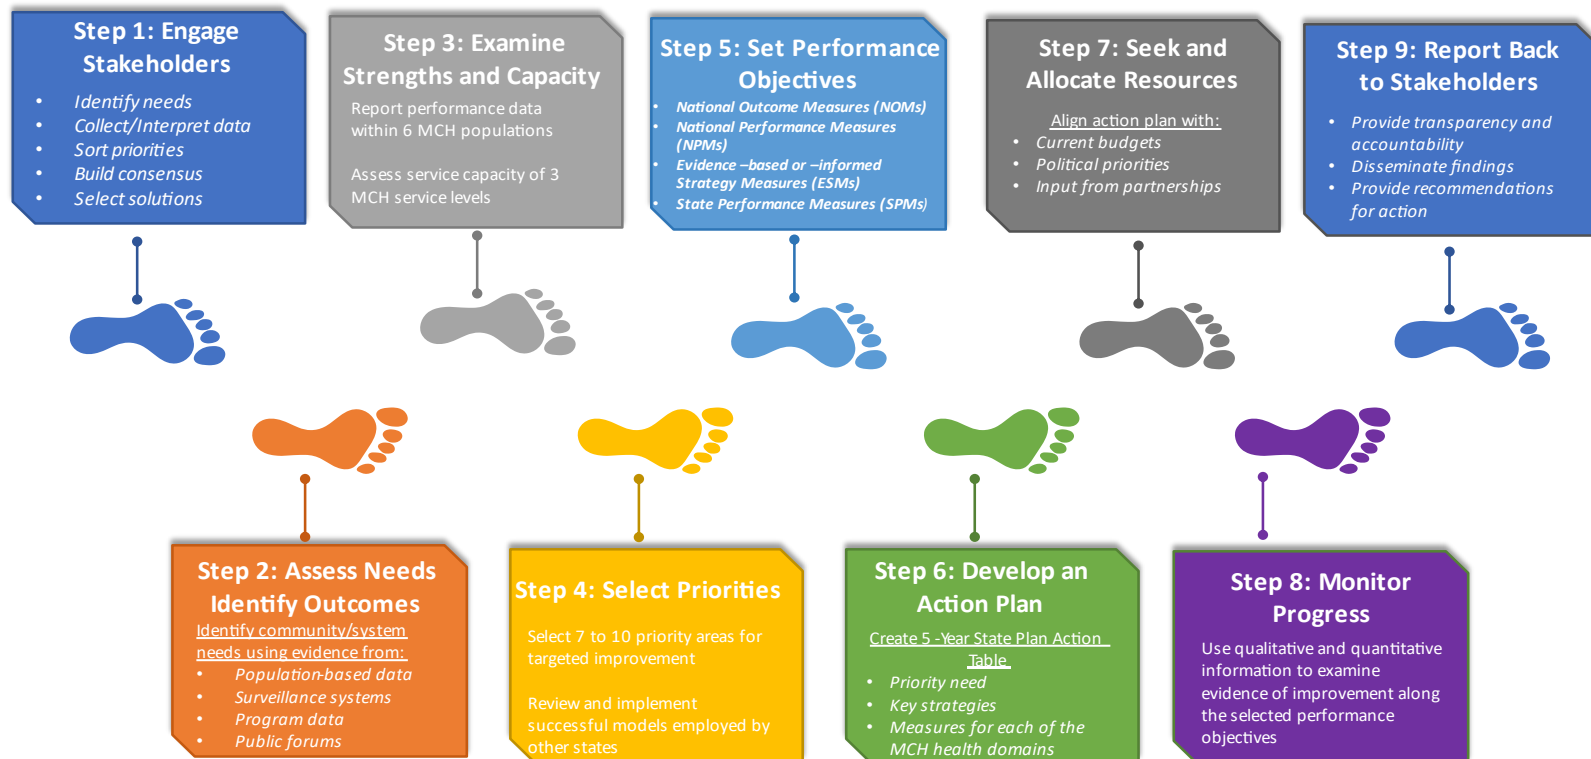 Step 1: Engage
Stakeholders
• Identify needs
• Collect/Interpret data
• Sort priorities
• Build consensus
• Select solutions
Step 2: Assess Needs
Identify Outcomes
Identify community/system
needs using evidence from:
• Population-based data
• Surveillance systems
• Program data
• Public forums
Step 3: Examine
Strengths and Capacity
Report performance data
within 6 MCH populations
Assess service capacity of 3
MCH service levels
Step 4: Select Priorities
Select 7 to 10 priority areas for
targeted improvement
Review and implement
successful models employed by
other states
Step 5: Set Performance
Objectives
• National Outcome Measures (NOMs)
• National Performance Measures
(NPMs)
• Evidence –based or –informed
Strategy Measures (ESMs)
• State Performance Measures (SPMs)
Step 6: Develop an
Action Plan
Create 5 -Year State Plan Action
Table
• Priority need
• Key strategies
• Measures for each of the
MCH health domains
Step 7: Seek and
Allocate Resources
Align action plan with:
• Current budgets
• Political priorities
• Input from partnerships
Step 8: Monitor
Progress
Use qualitative and quantitative
information to examine
evidence of improvement along
the selected performance
objectives
Step 9: Report Back
to Stakeholders
• Provide transparency and
accountability
• Disseminate findings
• Provide recommendations
for action